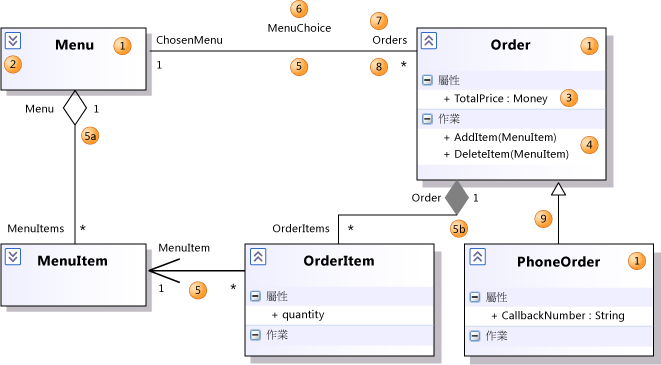 6
MenuChoice
7
Menu
1
2
ChosenMenu
Orders
1
5
8
*
Order
1
屬性
+ TotalPrice : Money
3
作業
+ AddItem(MenuItem)
+ DeleteItem(MenuItem)
4
Menu
1
5a
MenuItems
*
Order
1
OrderItems
*
5b
9
MenuItem
MenuItem
1
5
*
OrderItem
屬性
+ quantity
作業
PhoneOrder
1
屬性
+ CallbackNumber : String
作業